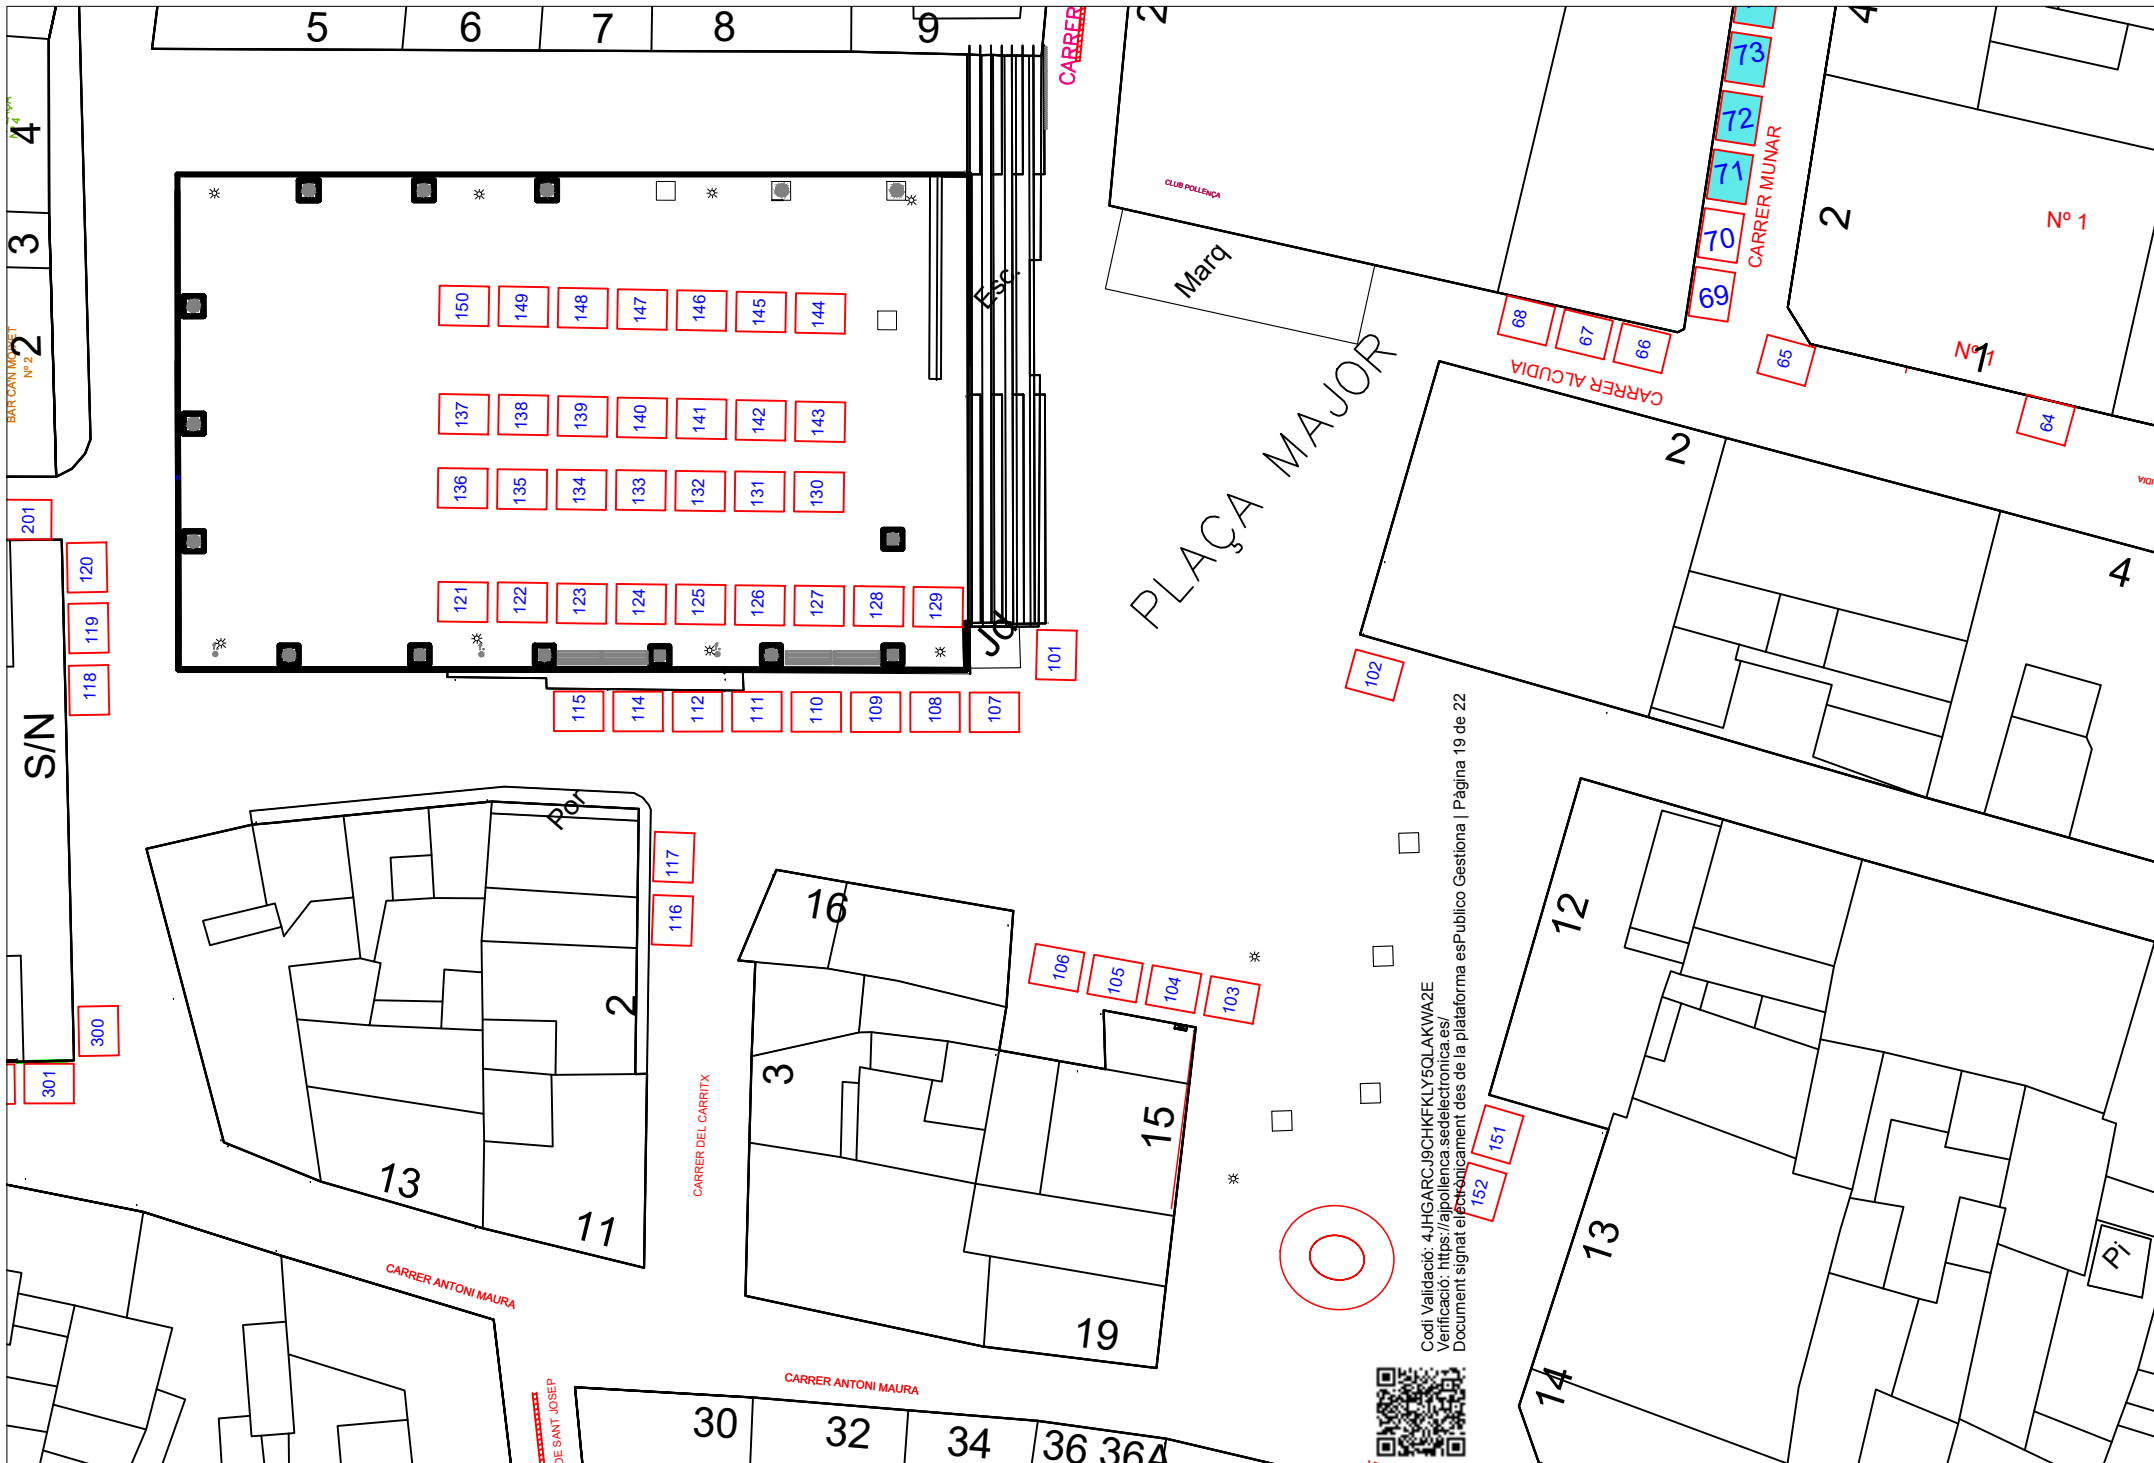 5 6 7 8 9
CARRER
73
4
Nº 4
72
CARRER MUNAR
71
CLUB POLLENÇA
2
Nº 1
3
70
Marq
Esc.
69
150 149 148 147 146 145 144
68 67 66 65
BAR CA'N MOIXET
Nº 2
2
Nº 1
1
CARRER ALCUDIA
PLAÇA MAJOR
137 138 139 140 141 142 143
64
2
136 135 134 133 132 131 130
201
120
4
121 122 123 124 125 126 127 128 129
119
101
118
102
S/N
115 114 112 111 110 109 108 107
Por
117
116
16
12
106 105 104 103
2
300
301
3
15
CARRER DEL CARRITX
151
152
13
11
13
Pi
CARRER ANTONI MAURA
19
14
CARRER ANTONI MAURA
DE SANT JOSEP
30 32 34 36 36A
Codi Validació: 4JHGARCJ9CHKFKLY5QLAKWA2E
Verificació: https://ajpollenca.sedelectronica.es/
Document signat electrònicament des de la plataforma esPublico Gestiona | Pàgina 19 de 22